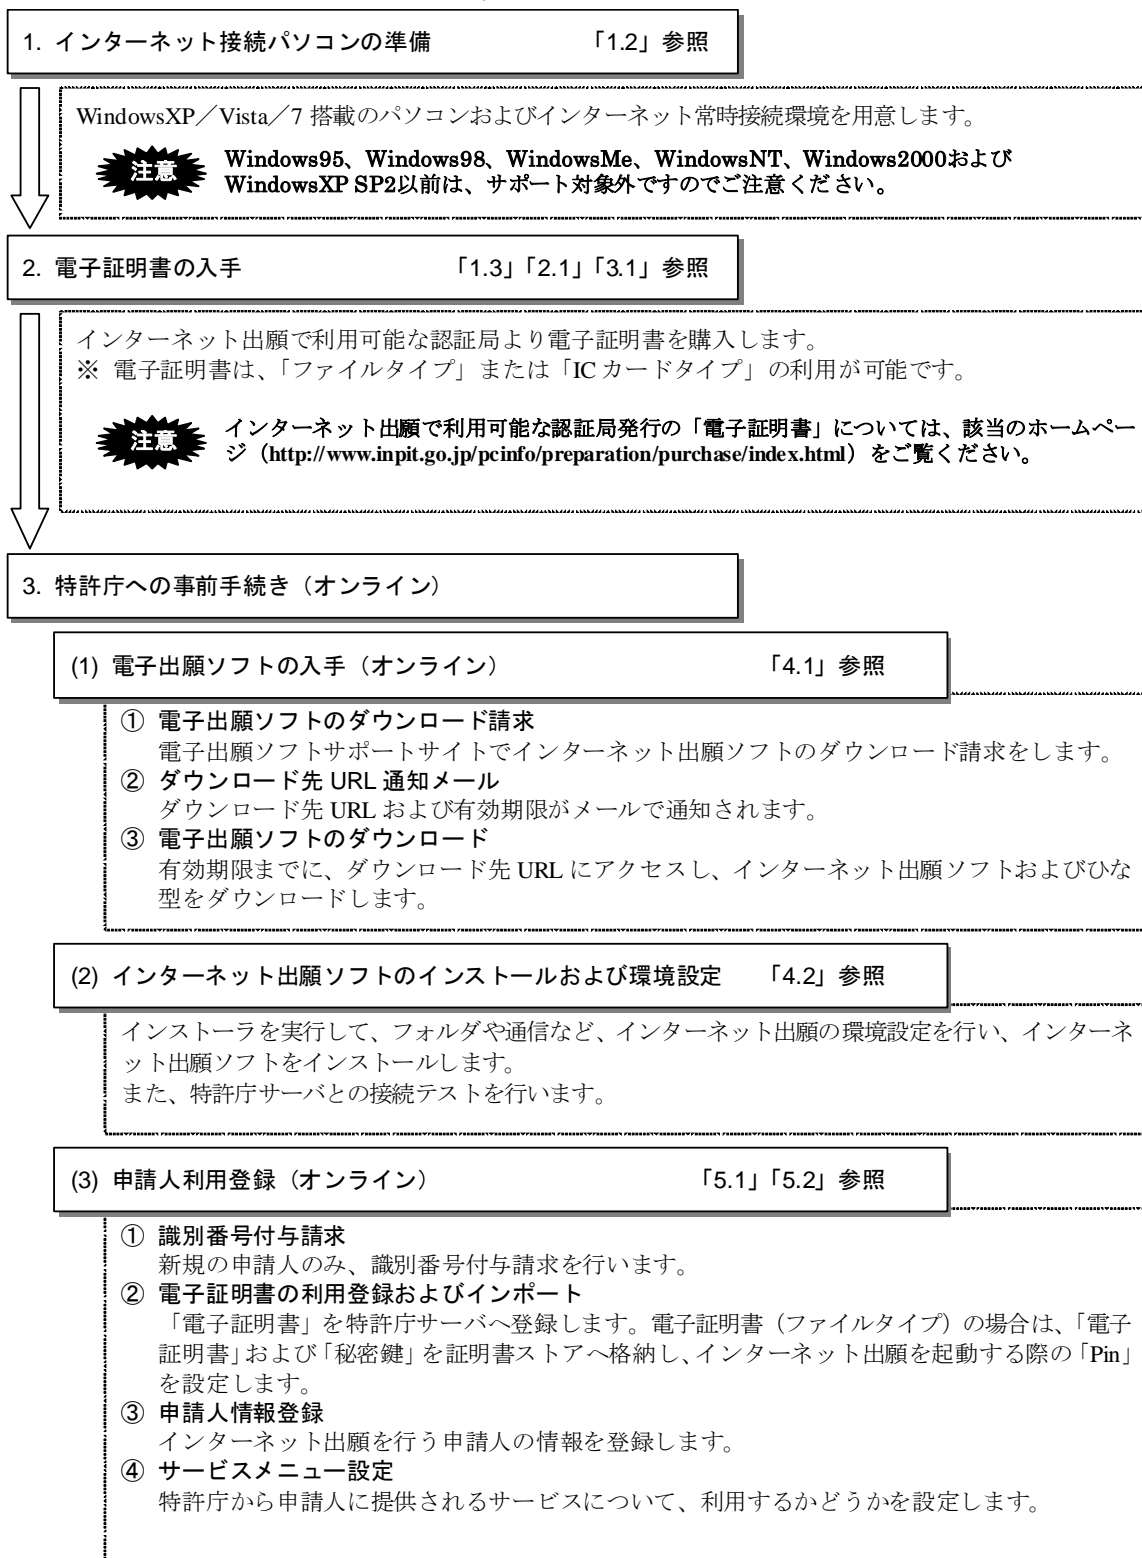 1. インターネット接続パソコンの準備 「1.2」参照
WindowsXP／Vista／7 搭載のパソコンおよびインターネット常時接続環境を用意します。
注意
Windows95、Windows98、WindowsMe、WindowsNT、Windows2000および
WindowsXP SP2以前は、サポート対象外ですのでご注意ください。
2. 電子証明書の入手 「1.3」「2.1」「3.1」参照
インターネット出願で利用可能な認証局より電子証明書を購入します。
※ 電子証明書は、「ファイルタイプ」または「IC カードタイプ」の利用が可能です。
注意
インターネット出願で利用可能な認証局発行の「電子証明書」については、該当のホームペー
ジ（http://www.inpit.go.jp/pcinfo/preparation/purchase/index.html）をご覧ください。
3. 特許庁への事前手続き（オンライン）
(1) 電子出願ソフトの入手（オンライン） 「4.1」参照
① 電子出願ソフトのダウンロード請求
電子出願ソフトサポートサイトでインターネット出願ソフトのダウンロード請求をします。
② ダウンロード先 URL 通知メール
ダウンロード先 URL および有効期限がメールで通知されます。
③ 電子出願ソフトのダウンロード
有効期限までに、ダウンロード先 URL にアクセスし、インターネット出願ソフトおよびひな
型をダウンロードします。
(2) インターネット出願ソフトのインストールおよび環境設定 「4.2」参照
インストーラを実行して、フォルダや通信など、インターネット出願の環境設定を行い、インターネ
ット出願ソフトをインストールします。
また、特許庁サーバとの接続テストを行います。
(3) 申請人利用登録（オンライン） 「5.1」「5.2」参照
① 識別番号付与請求
新規の申請人のみ、識別番号付与請求を行います。
② 電子証明書の利用登録およびインポート
「電子証明書」を特許庁サーバへ登録します。電子証明書（ファイルタイプ）の場合は、「電子
証明書」および「秘密鍵」を証明書ストアへ格納し、インターネット出願を起動する際の「Pin」
を設定します。
③ 申請人情報登録
インターネット出願を行う申請人の情報を登録します。
④ サービスメニュー設定
特許庁から申請人に提供されるサービスについて、利用するかどうかを設定します。